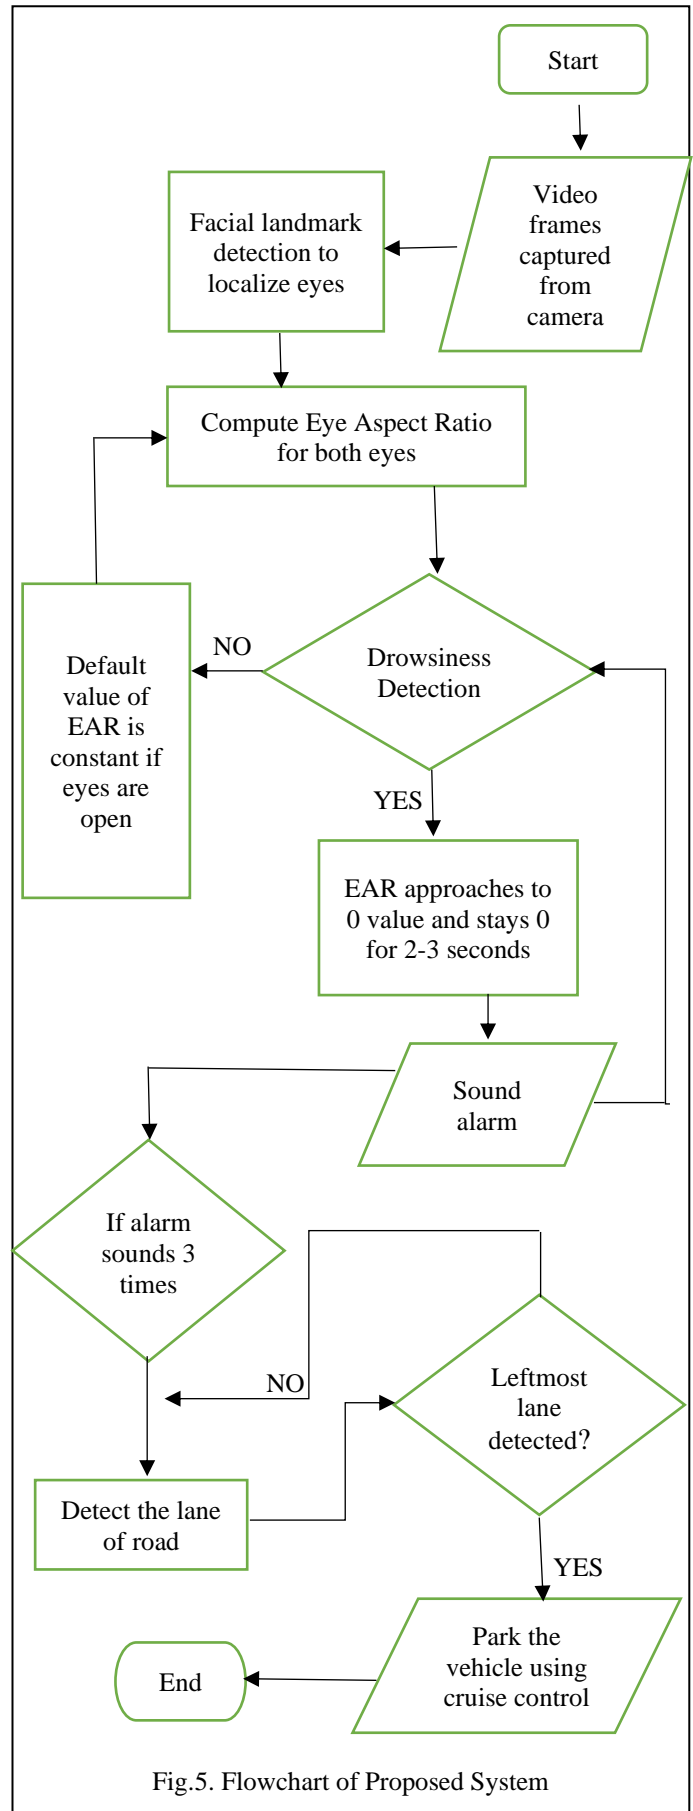 Start
Video
frames
captured
from
camera
Facial landmark
detection to
localize eyes
Compute Eye Aspect Ratio
for both eyes
Drowsiness
Detection
NO
Default
value of
EAR is
constant if
eyes are
open
YES
EAR approaches to
0 value and stays 0
for 2-3 seconds
Sound
alarm
If alarm
sounds 3
times
NO
Leftmost
lane
detected?
Detect the lane
of road
YES
Park the
vehicle using
cruise control
End
Fig.5. Flowchart of Proposed System